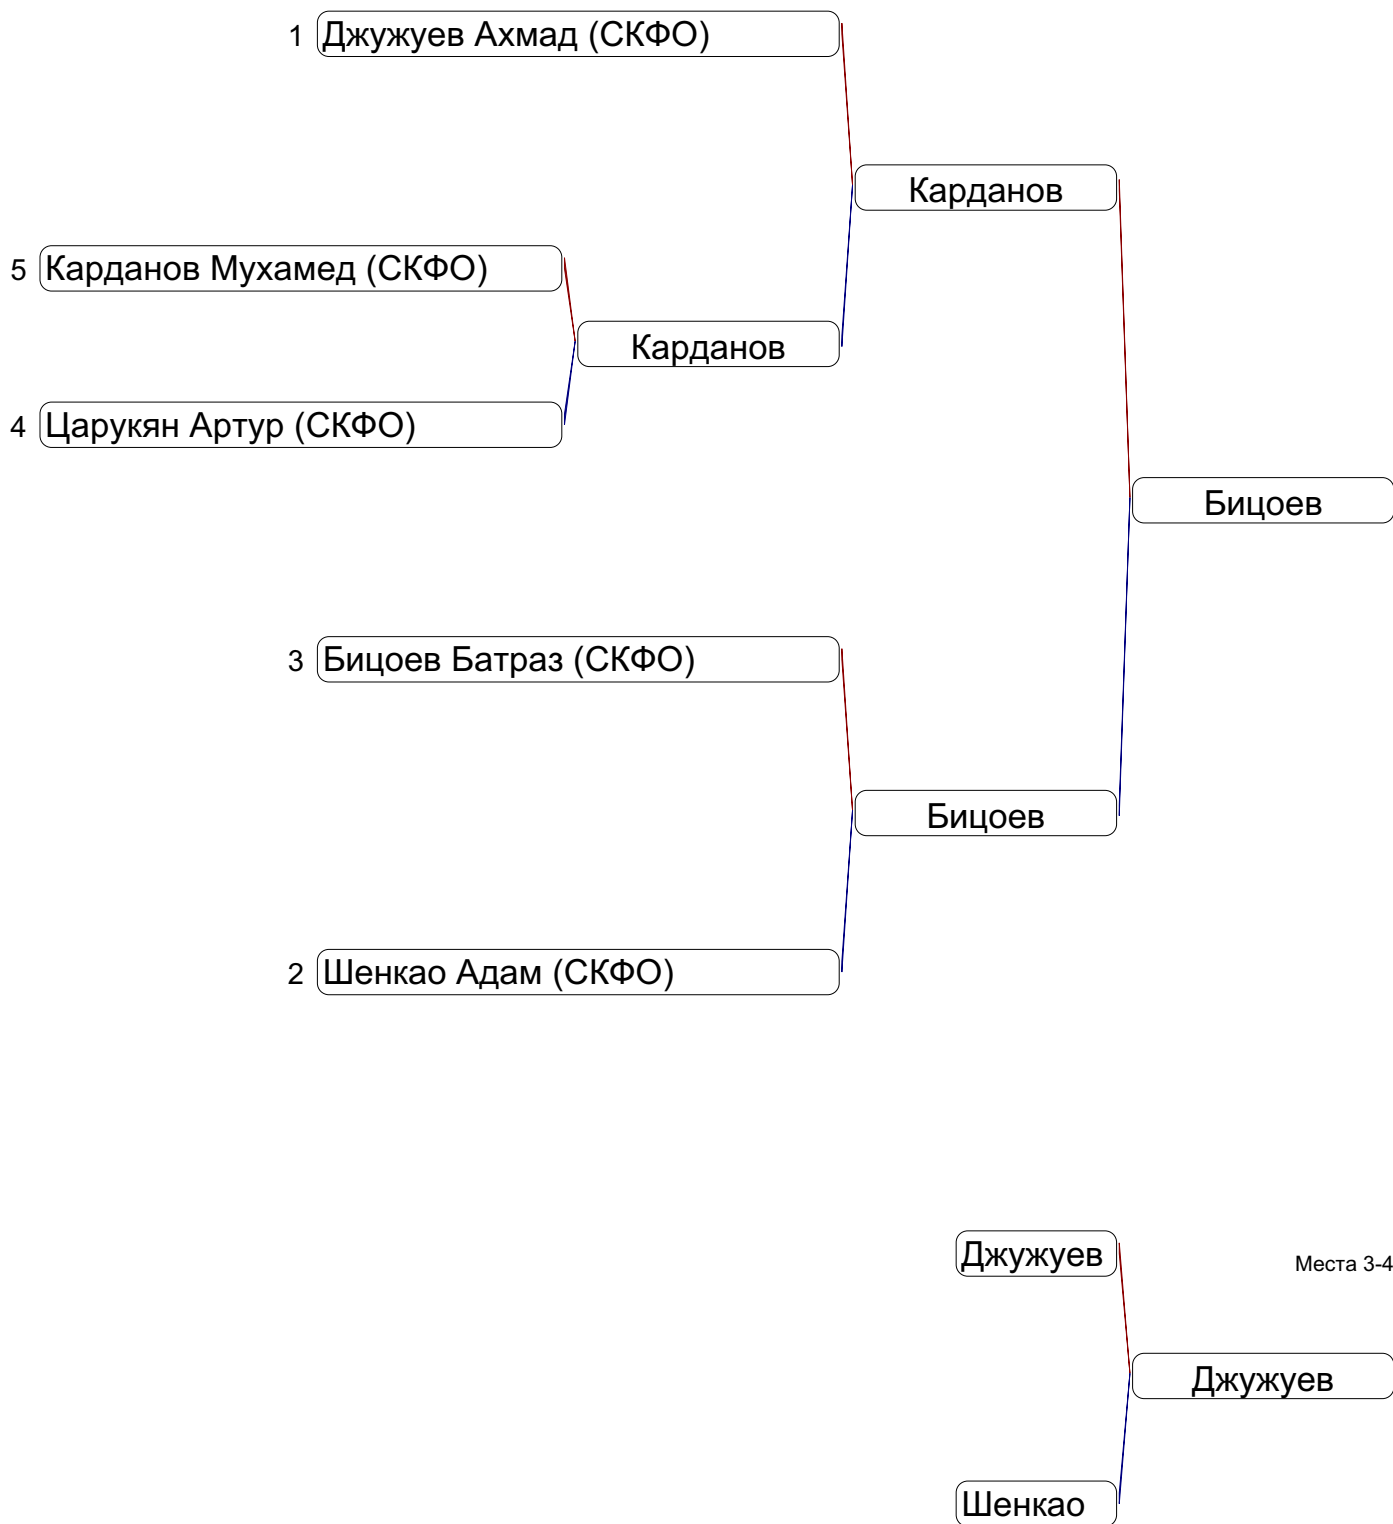 1 Джужуев Ахмад (СКФО)
Карданов
5 Карданов Мухамед (СКФО)
Карданов
4 Царукян Артур (СКФО)
Бицоев
3 Бицоев Батраз (СКФО)
Бицоев
2 Шенкао Адам (СКФО)
Джужуев
Места 3-4
Джужуев
Шенкао